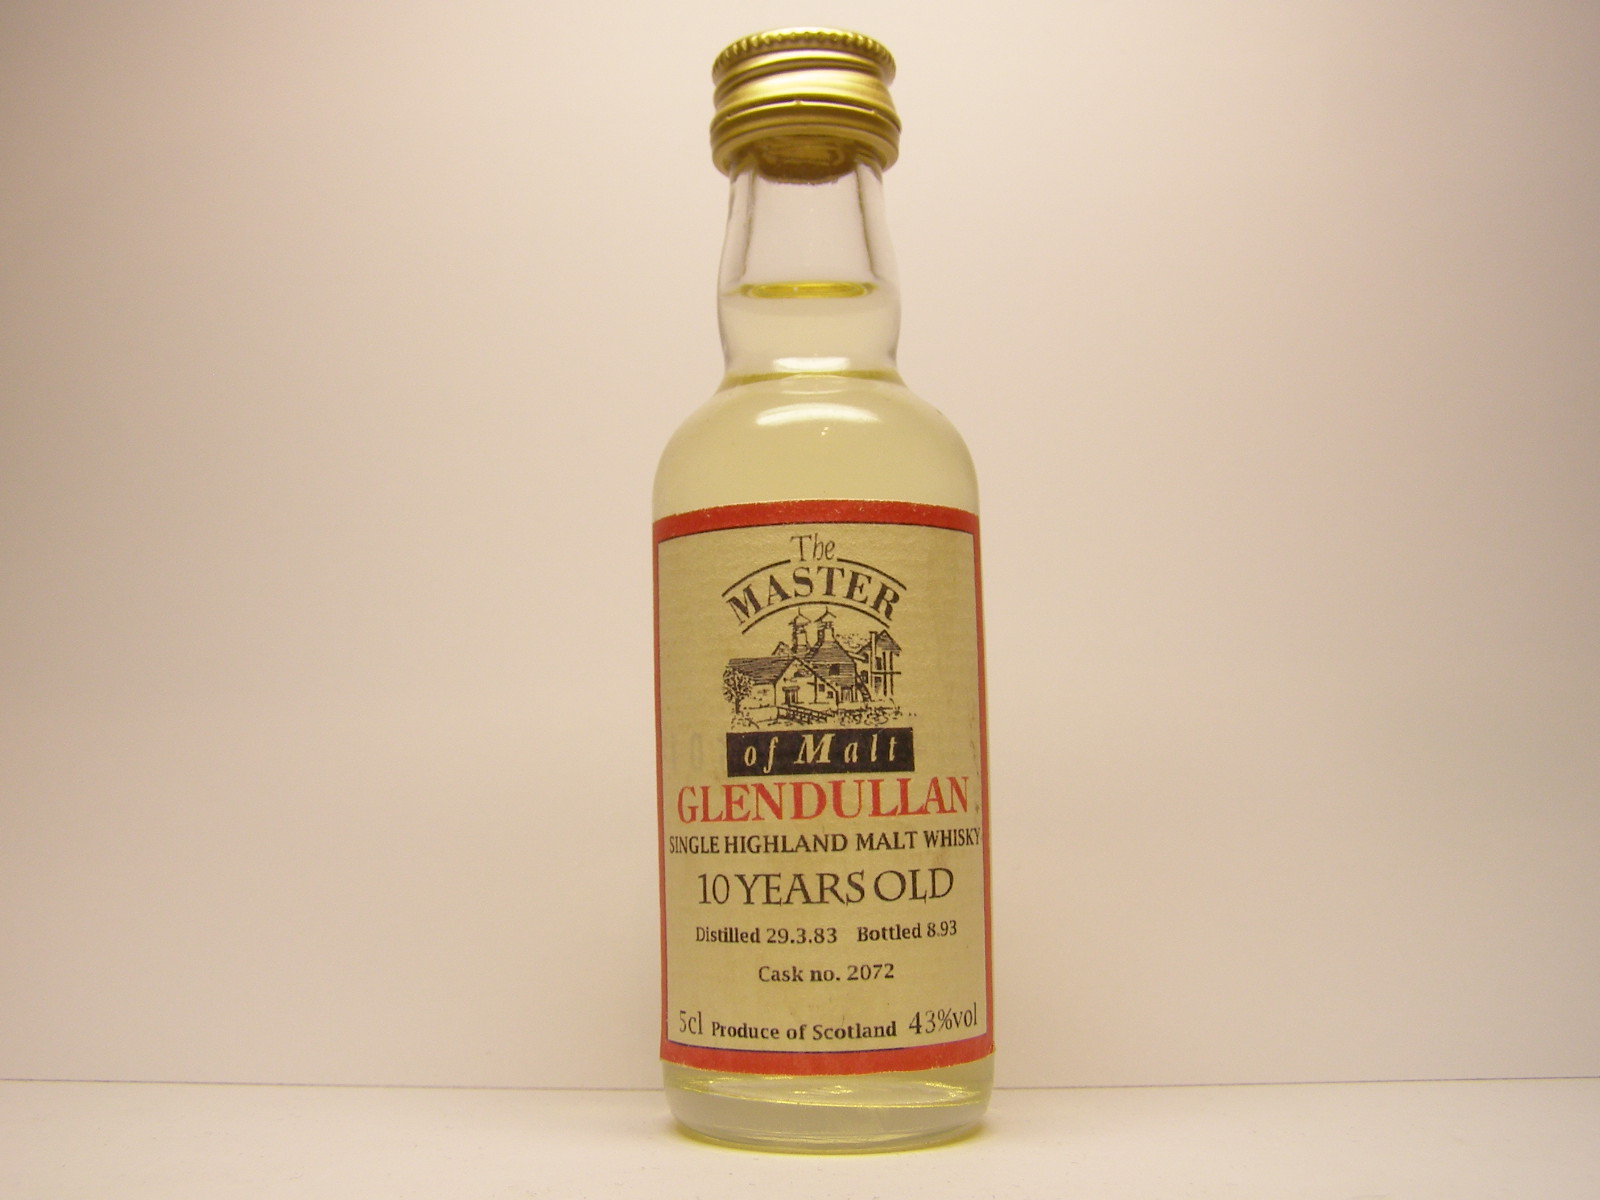 The
MASTER
of Malt
GLENDULLAN
SINGLE HIGHLAND MALT WHISKY
10 YEARS OLD
Distilled 29.3.83 Bottled 8.93
Cask no. 2072
5cl Produce of Scotland 43%vol